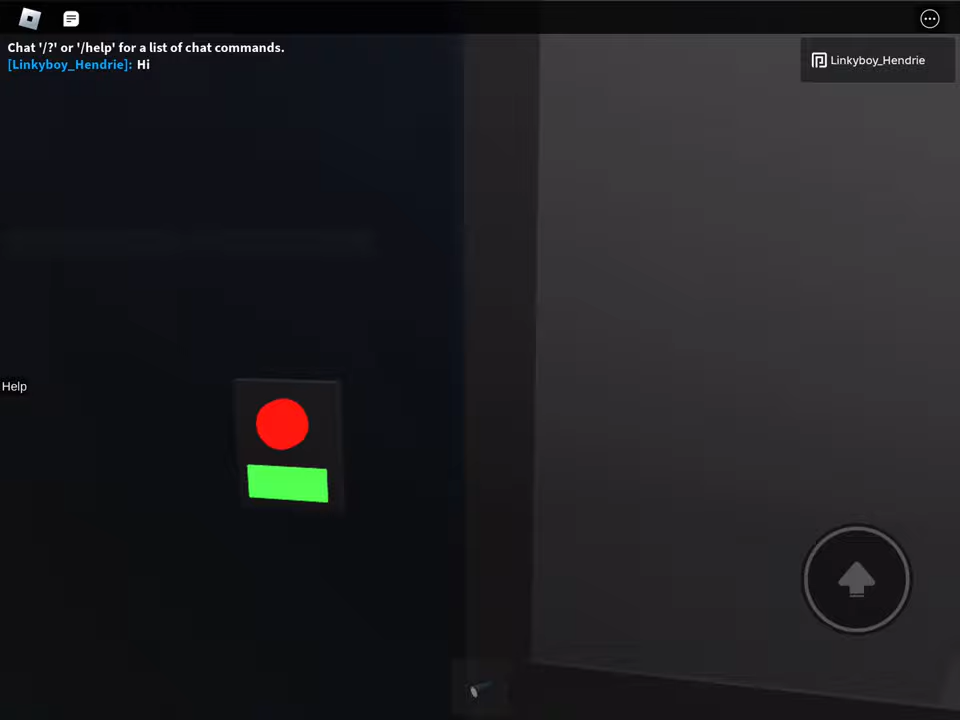 Chat '/?' or '/help' for a list of chat commands.
[Linkyboy_Hendrie]: Hi
Linkyboy_Hendrie
Help